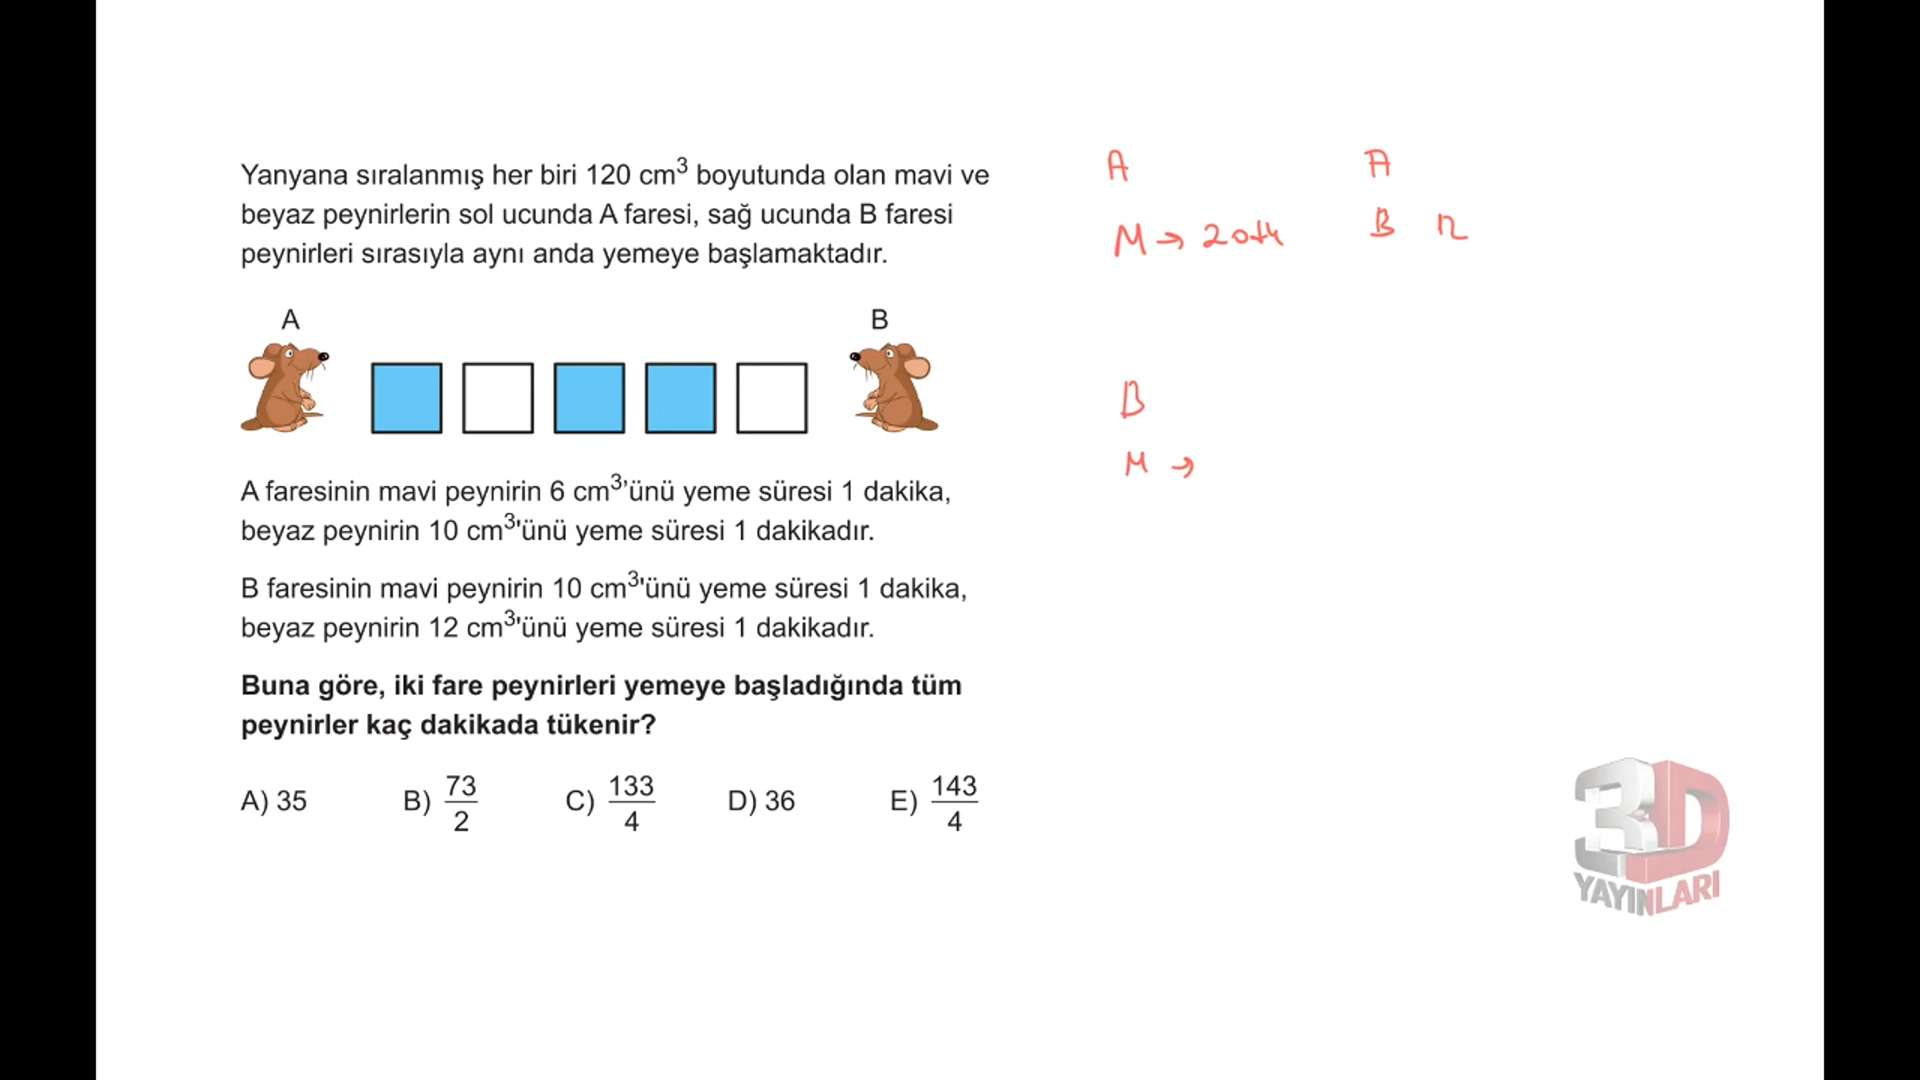 Yanyana sıralanmış her biri 120 cm³ boyutunda olan mavi ve
beyaz peynirlerin sol ucunda A faresi, sağ ucunda B faresi
peynirleri sırasıyla aynı anda yemeye başlamaktadır.
A
B
A faresinin mavi peynirin 6 cm³'ünü yeme süresi 1 dakika,
beyaz peynirin 10 cm³'ünü yeme süresi 1 dakikadır.
B faresinin mavi peynirin 10 cm³'ünü yeme süresi 1 dakika,
beyaz peynirin 12 cm³'ünü yeme süresi 1 dakikadır.
Buna göre, iki fare peynirleri yemeye başladığında tüm
peynirler kaç dakikada tükenir?
A) 35 B) 73/2 C) 133/4 D) 36 E) 143/4
A A
M → 20dk B 12
B
M →
3D
YAYINLARI